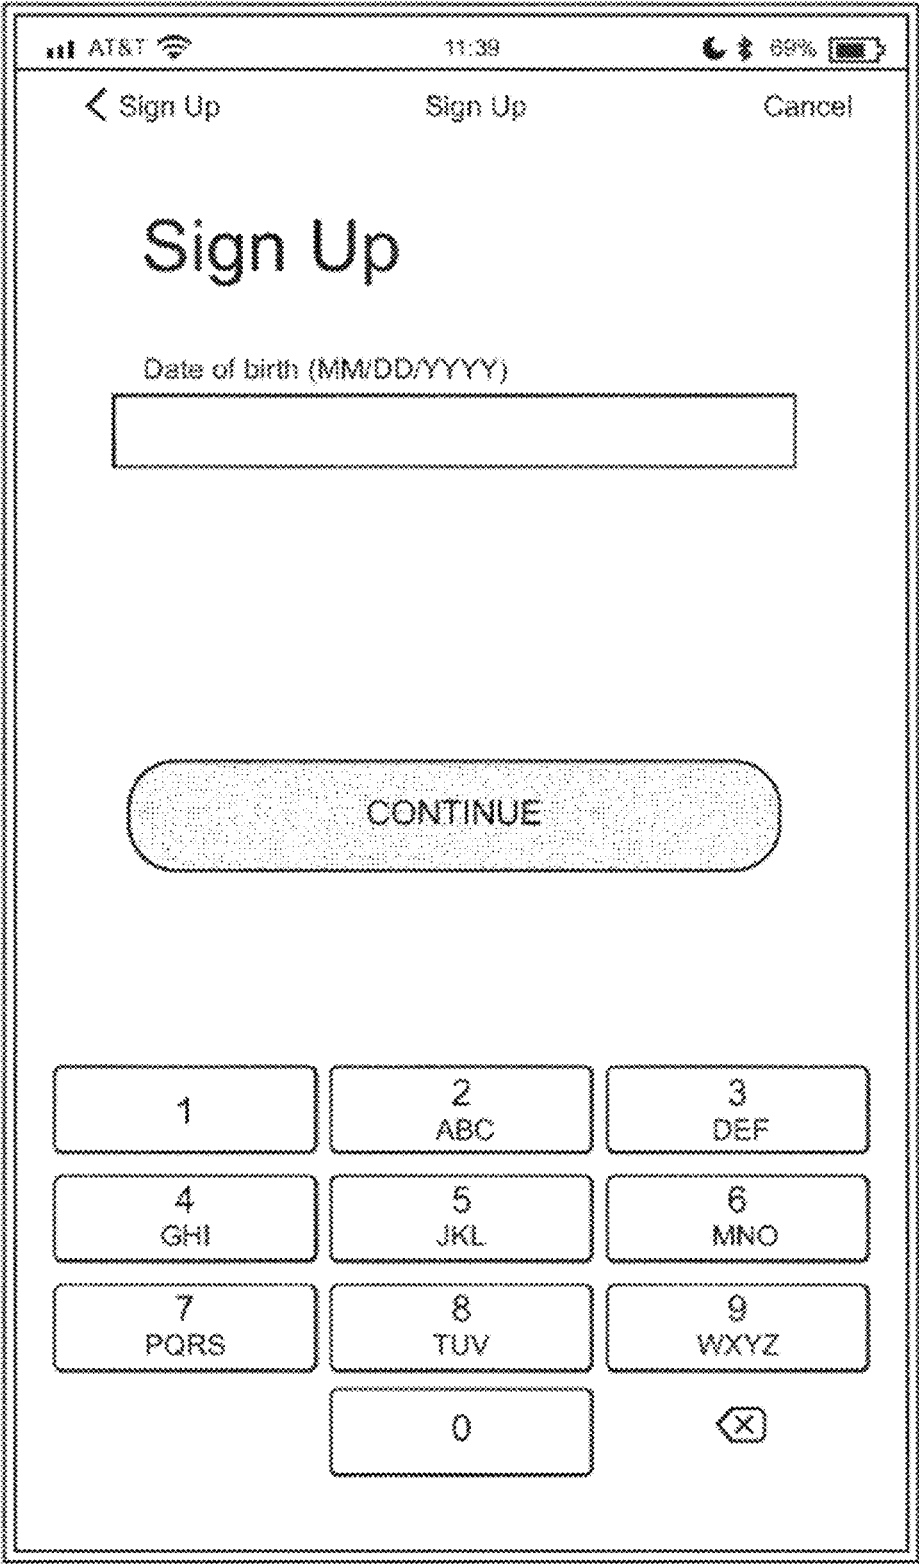 AT&T 11:39 69%
Sign Up Sign Up Cancel
Sign Up
Date of birth (MM/DD/YYYY)
CONTINUE
1 2 3
ABC DEF
4 5 6
GHI JKL MNO
7 8 9
PQRS TUV WXYZ
0